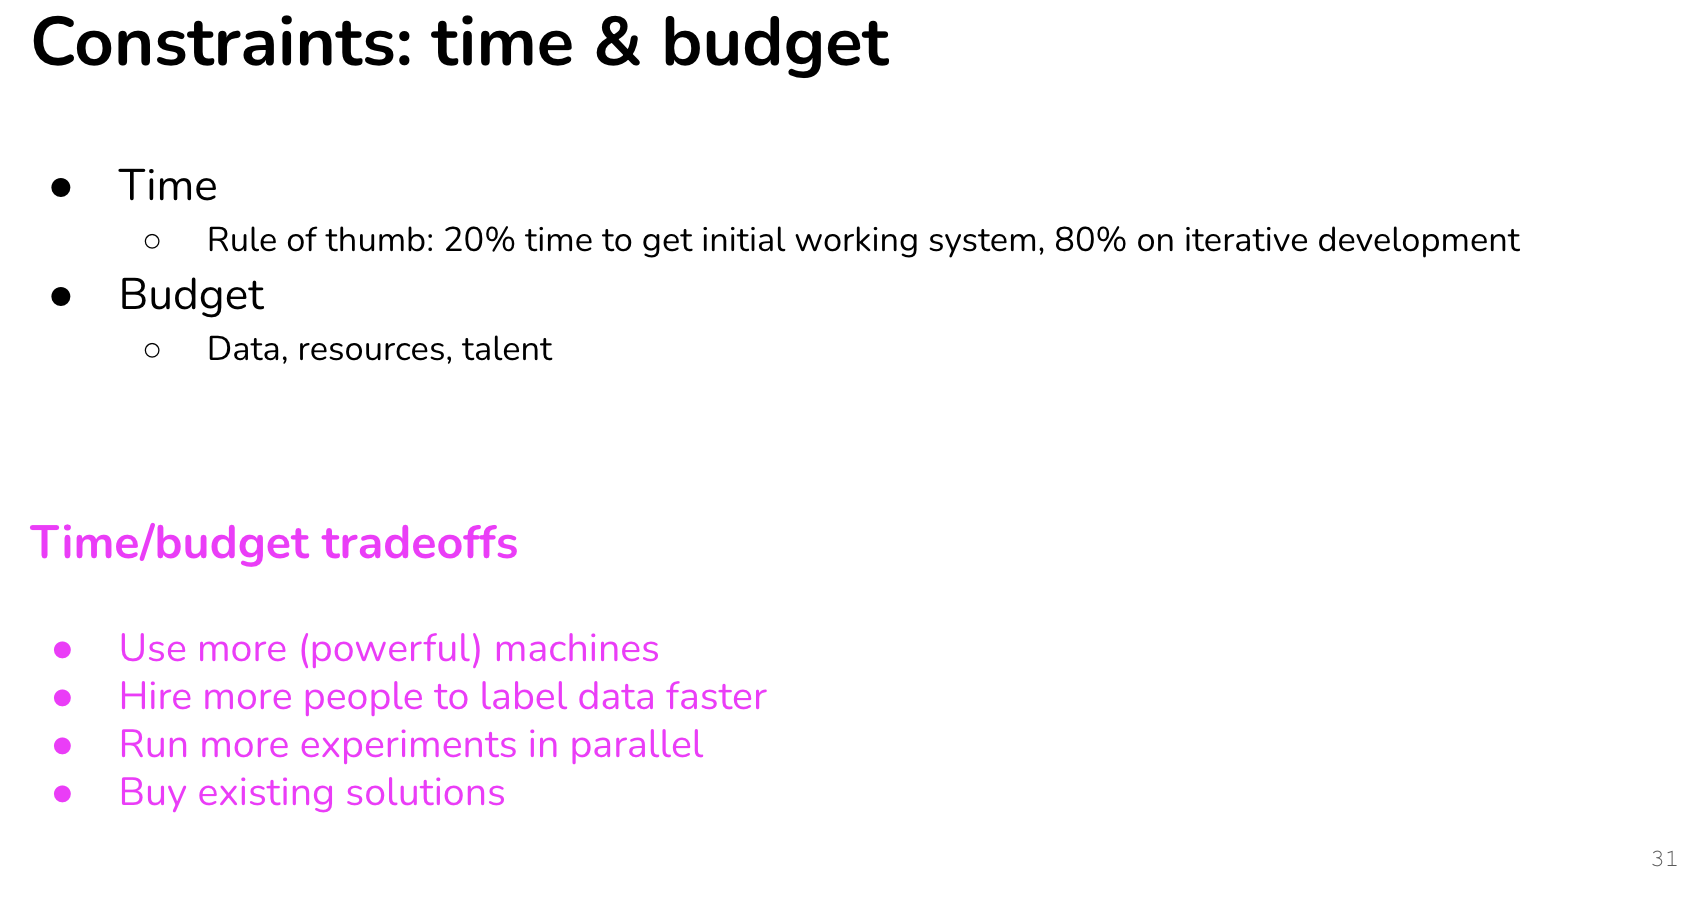 Constraints: time & budget
● Time
○ Rule of thumb: 20% time to get initial working system, 80% on iterative development
● Budget
○ Data, resources, talent
Time/budget tradeoffs
● Use more (powerful) machines
● Hire more people to label data faster
● Run more experiments in parallel
● Buy existing solutions
31